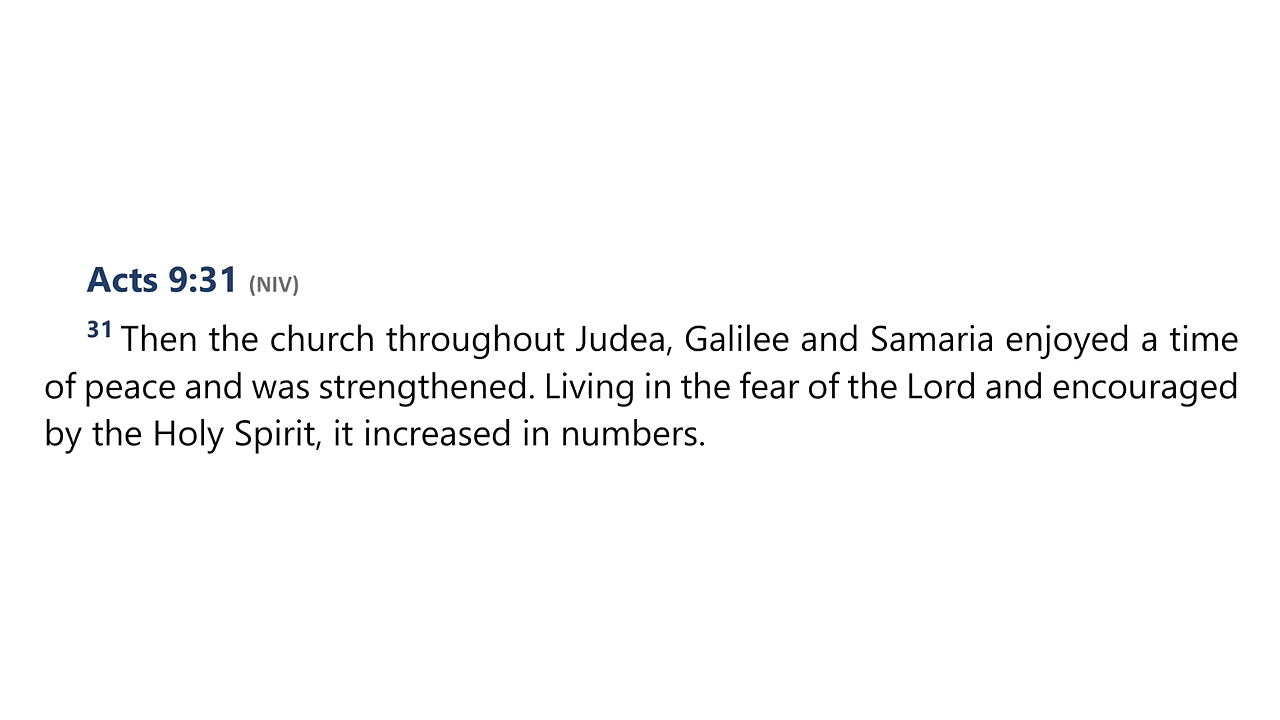 Acts 9:31 (NIV)
31 Then the church throughout Judea, Galilee and Samaria enjoyed a time
of peace and was strengthened. Living in the fear of the Lord and encouraged
by the Holy Spirit, it increased in numbers.